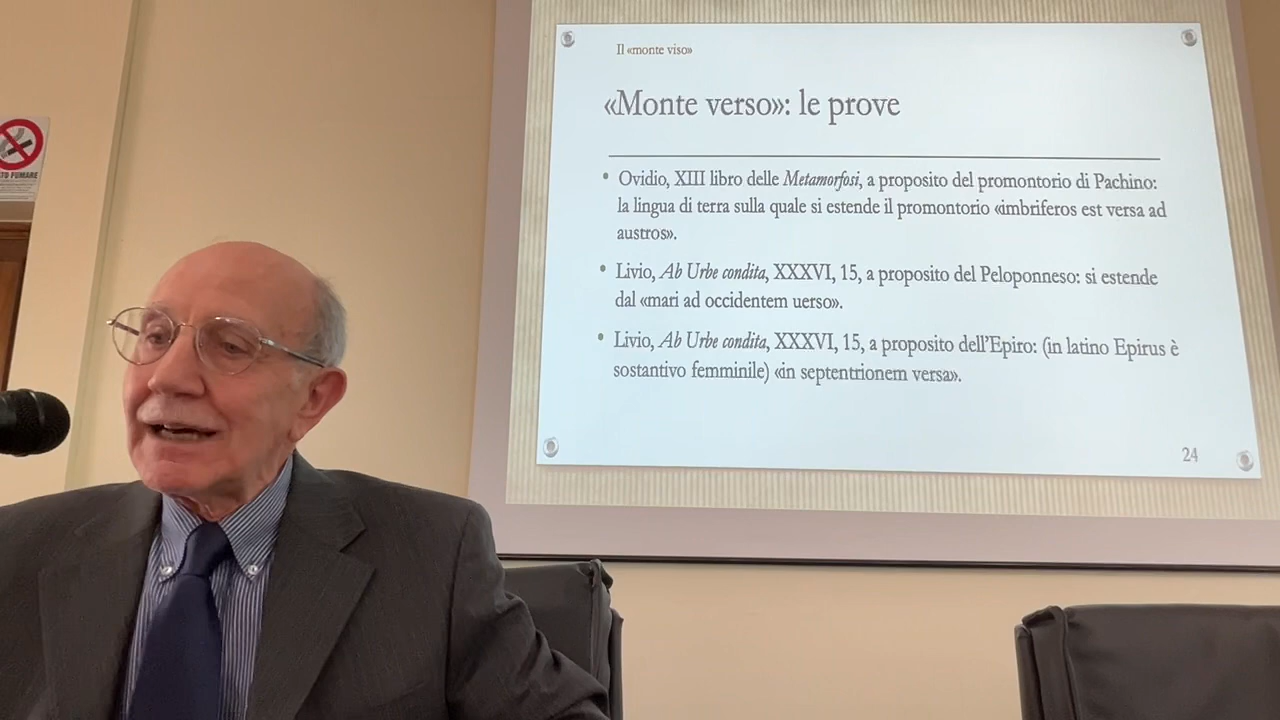 Il «monte viso»
«Monte verso»: le prove
• Ovidio, XIII libro delle Metamorfosi, a proposito del promontorio di Pachino:
la lingua di terra sulla quale si estende il promontorio «imbriferos est versa ad
austros».
• Livio, Ab Urbe condita, XXXVI, 15, a proposito del Peloponneso: si estende
dal «mari ad occidentem uerso».
• Livio, Ab Urbe condita, XXXVI, 15, a proposito dell'Epiro: (in latino Epirus è
sostantivo femminile) «in septentrionem versa».
24
TO FUMARE